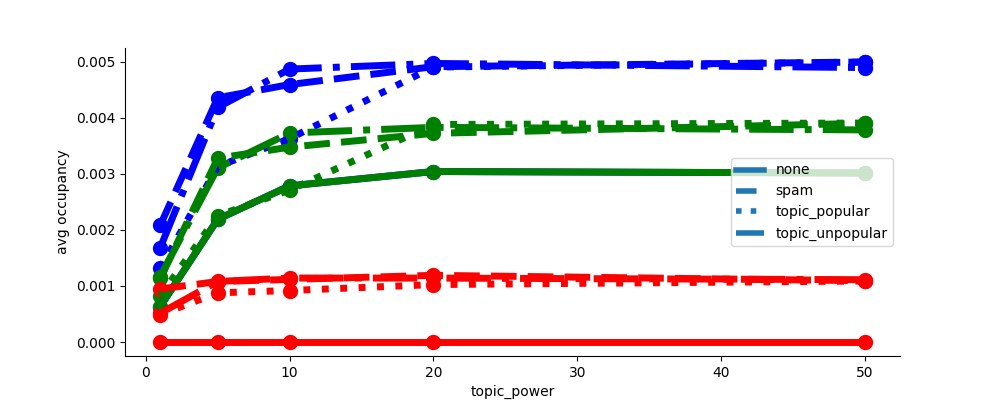 0.005
0.004
0.003
0.002
0.001
0.000
avg occupancy
0 10 20 30 40 50
topic_power
none
spam
topic_popular
topic_unpopular